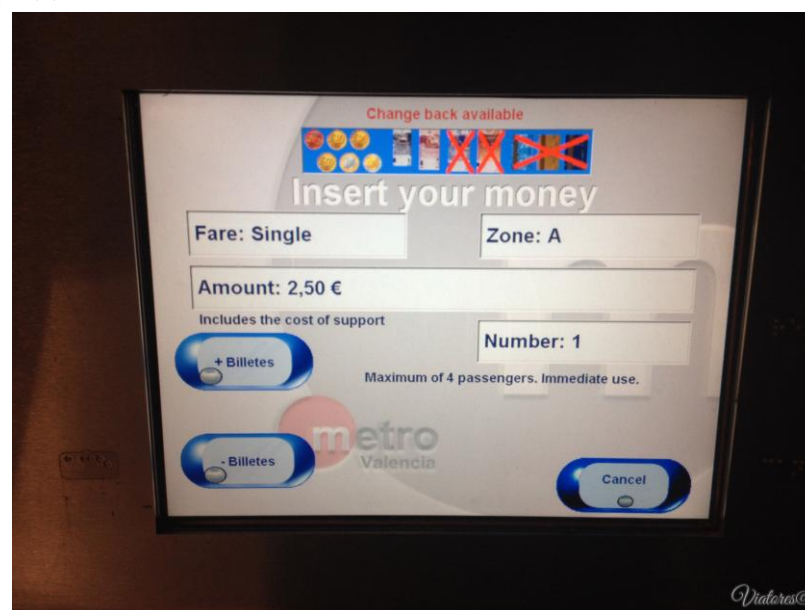 Change back available
Insert your money
Fare: Single
Zone: A
Amount: 2,50 €
Includes the cost of support
Number: 1
+ Billetes
Maximum of 4 passengers. Immediate use.
metro
Valencia
- Billetes
Cancel